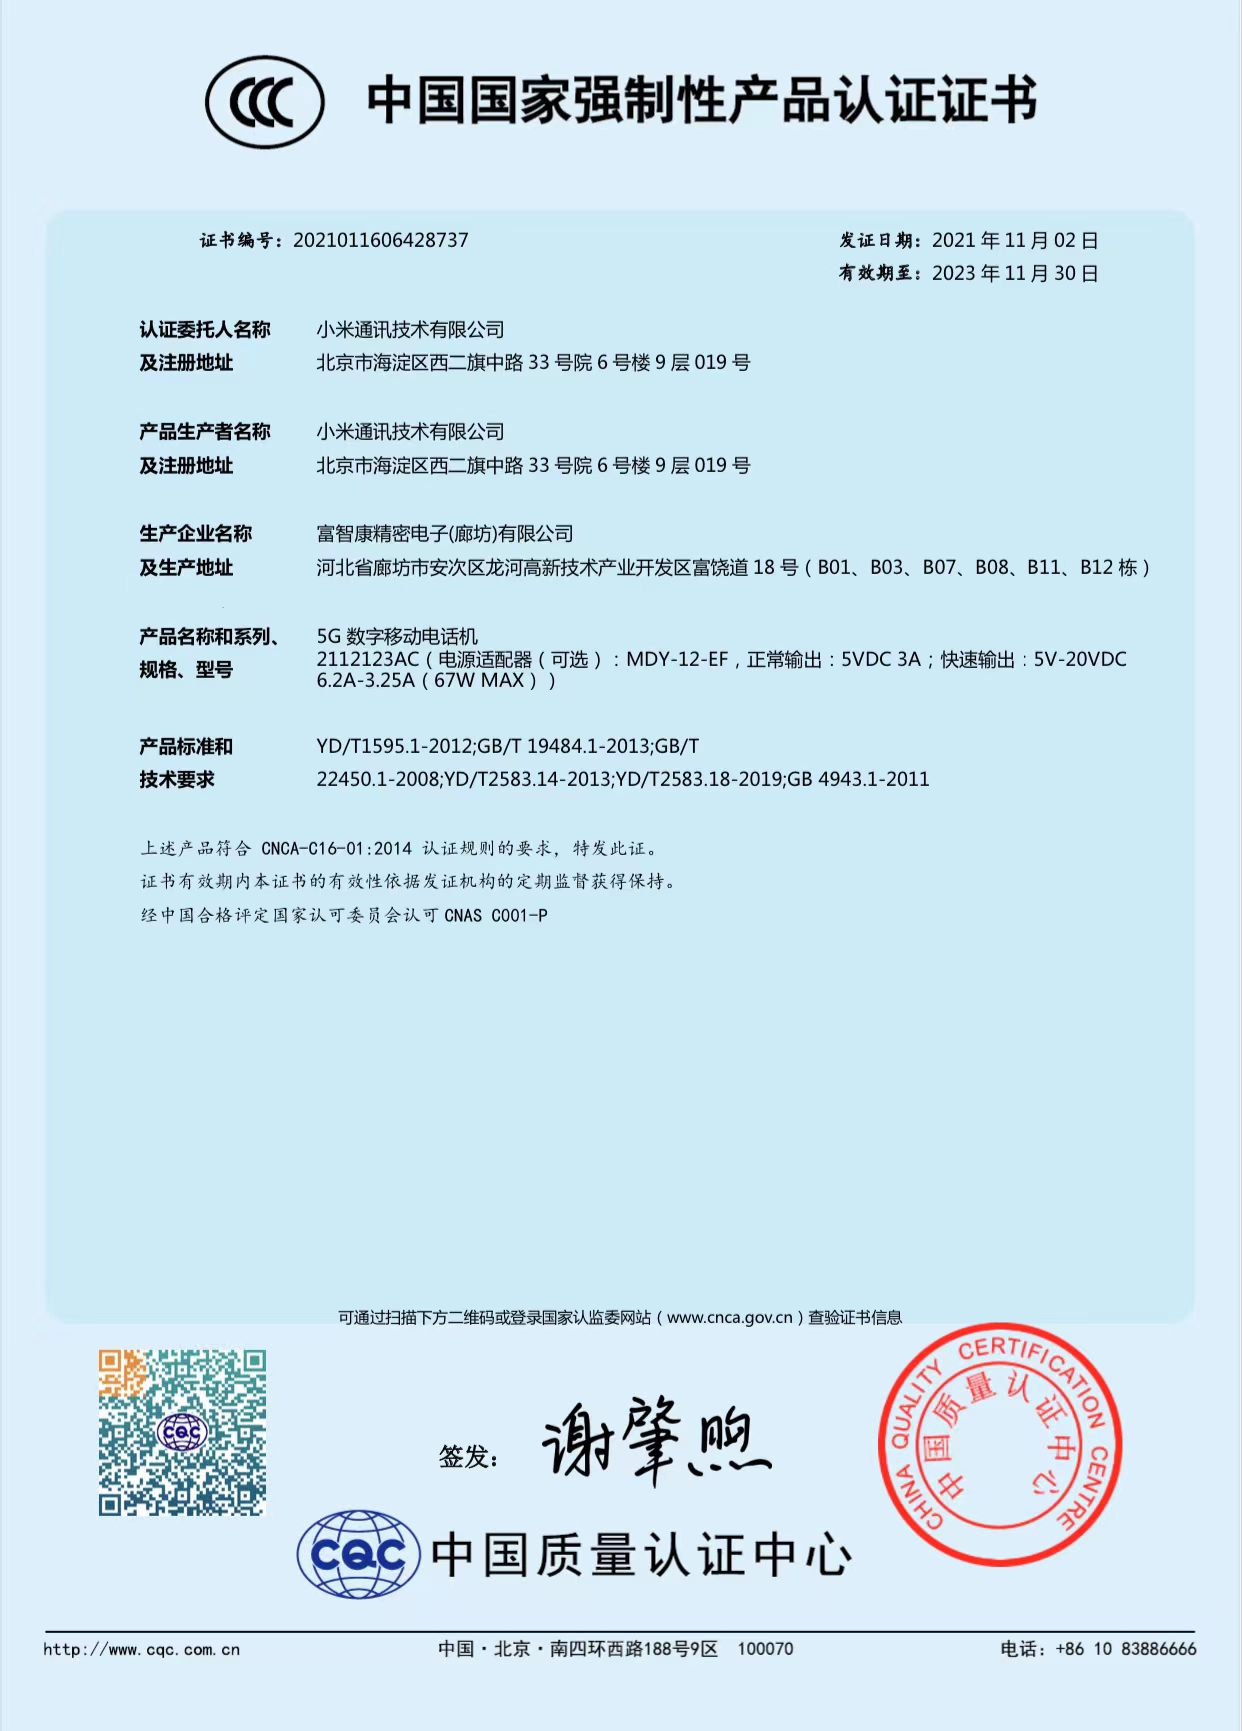 CCC
中国国家强制性产品认证证书
证书编号：2021011606428737
发证日期：2021 年 11 月 02 日
有效期至：2023 年 11 月 30 日
认证委托人名称 小米通讯技术有限公司
及注册地址 北京市海淀区西二旗中路 33 号院 6 号楼 9 层 019 号
产品生产者名称 小米通讯技术有限公司
及注册地址 北京市海淀区西二旗中路 33 号院 6 号楼 9 层 019 号
生产企业名称 富智康精密电子(廊坊)有限公司
及生产地址 河北省廊坊市安次区龙河高新技术产业开发区富饶道 18 号（B01、B03、B07、B08、B11、B12 栋）
产品名称和系列、 5G 数字移动电话机
规格、型号 2112123AC（电源适配器（可选）：MDY-12-EF，正常输出：5VDC 3A；快速输出：5V-20VDC
6.2A-3.25A（67W MAX））
产品标准和 YD/T1595.1-2012;GB/T 19484.1-2013;GB/T
技术要求 22450.1-2008;YD/T2583.14-2013;YD/T2583.18-2019;GB 4943.1-2011
上述产品符合 CNCA-C16-01:2014 认证规则的要求，特发此证。
证书有效期内本证书的有效性依据发证机构的定期监督获得保持。
经中国合格评定国家认可委员会认可 CNAS C001-P
可通过扫描下方二维码或登录国家认监委网站（www.cnca.gov.cn）查验证书信息
CQC
签发：谢肇煦
CHINA QUALITY CERTIFICATION CENTRE
中国质量认证中心
CQC 中国质量认证中心
http://www.cqc.com.cn
中国·北京·南四环西路188号9区 100070
电话：+86 10 83886666